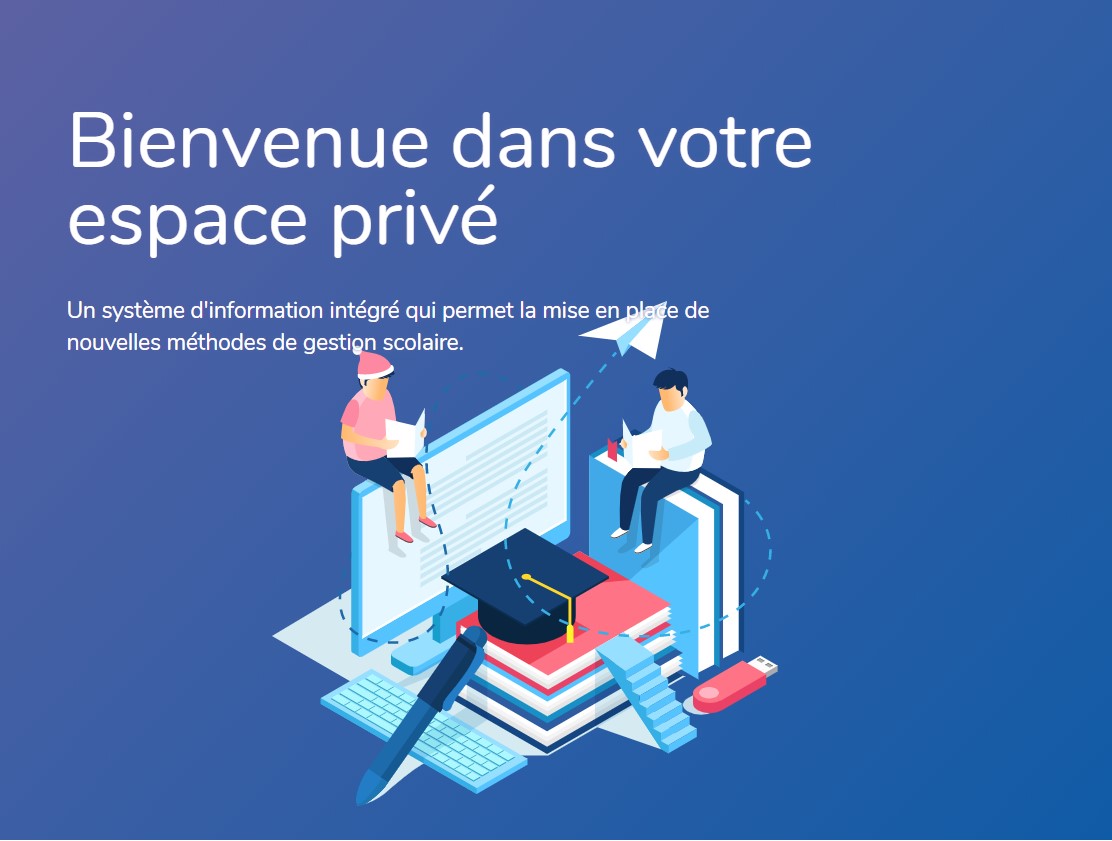 Bienvenue dans votre
espace privé
Un système d'information intégré qui permet la mise en place de
nouvelles méthodes de gestion scolaire.